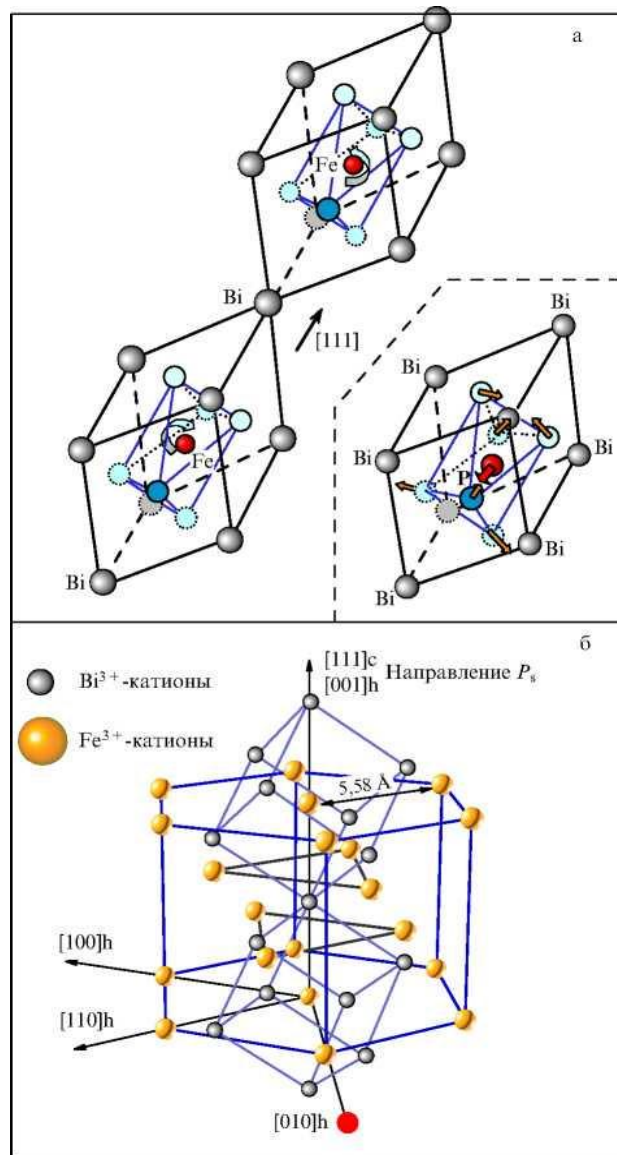 а
Fe
Bi
[111]
Fe
Bi
Bi
Bi
Bi
Bi
P
Bi
Bi
б
[111]c
[001]h
Направление Ps
Bi3+-катионы
Fe3+-катионы
5,58 Å
[100]h
[110]h
[010]h